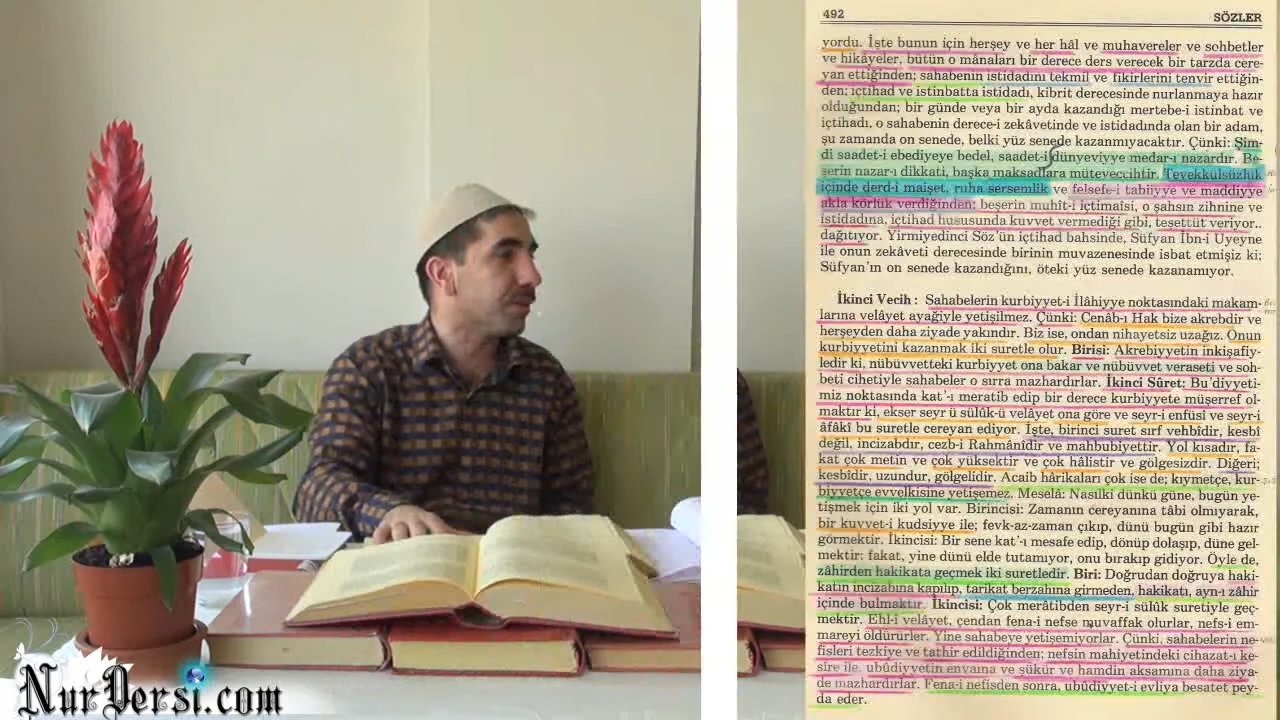 492
SÖZLER
yordu. İşte bunun için herşey ve her hâl ve muhavereler ve sohbetler
ve hikâyeler, bütün o mânaları bir derece ders verecek bir tarzda cere-
yan ettiğinden; sahabenin istidadını tekmil ve fikirlerini tenvir ettiğin-
den; içtihad ve istinbatta istidadı, kibrit derecesinde nurlanmaya hazır
olduğundan; bir günde veya bir ayda kazandığı mertebe-i istinbat ve
içtihadı, o sahabenin derece-i zekâvetinde ve istidadında olan bir adam,
şu zamanda on senede, belki yüz senede kazanmıyacaktır. Çünki: Şim-
di saadet-i ebediyeye bedel, saadet-i dünyeviyye medar-ı nazardır. Be-
şerin nazar-ı dikkati, başka maksadlara müteveccihtir. Tevekkülsüzlük
içinde derd-i maişet, ruha sersemlik ve felsefe-i tabiiyye ve maddiyye
akla körlük verdiğinden; beşerin muhît-i içtimaîsi, o şahsın zihnine ve
istidadına, içtihad hususunda kuvvet vermediği gibi, teşettüt veriyor..
dağıtıyor. Yirmiyedinci Söz'ün içtihad bahsinde, Süfyan İbn-i Uyeyne
ile onun zekâveti derecesinde birinin muvazenesinde isbat etmişiz ki;
Süfyan'ın on senede kazandığını, öteki yüz senede kazanamıyor.
İkinci Vecih : Sahabelerin kurbiyyet-i İlâhiyye noktasındaki makam-
larına velâyet ayağiyle yetişilmez. Çünki: Cenâb-ı Hak bize akrebdir ve
herşeyden daha ziyade yakındır. Biz ise, ondan nihayetsiz uzağız. Onun
kurbiyetini kazanmak iki suretle olur. Birisi: Akrebiyyetin inkişafiy-
ledir ki, nübüvvetteki kurbiyyet ona bakar ve nübüvvet veraseti ve soh-
beti cihetiyle sahabeler o sırra mazhardırlar. İkinci Sûret: Bu'diyyeti-
miz noktasında kat'-ı meratib edip bir derece kurbiyyete müşerref ol-
maktır ki, ekser seyr ü sülûk-ü velâyet ona göre ve seyr-i enfüsî ve seyr-i
âfâkî bu suretle cereyan ediyor. İşte, birinci suret sırf vehbîdir, kesbî
değil, incizabdır, cezb-i Rahmânîdir ve mahbubiyettir. Yol kısadır, fa-
kat çok metin ve çok yüksektir ve çok hâlistir ve gölgesizdir. Diğeri;
kesbîdir, uzundur, gölgelidir. Acaib hârikaları çok ise de; kıymetçe, kur-
biyyetçe evvelkisine yetişemez. Meselâ: Nasılki dünkü güne, bugün ye-
tişmek için iki yol var. Birincisi: Zamanın cereyanına tâbi olmıyarak,
bir kuvvet-i kudsiyye ile; fevk-az-zaman çıkıp, dünü bugün gibi hazır
görmektir. İkincisi: Bir sene kat'-ı mesafe edip, dönüp dolaşıp, düne gel-
mektir: fakat, yine dünü elde tutamıyor, onu bırakıp gidiyor. Öyle de,
zâhirden hakikata geçmek iki suretledir. Biri: Doğrudan doğruya haki-
katın incizabına kapılıp, tarikat berzahına girmeden, hakikatı, ayn-ı zâhir
içinde bulmaktır. İkincisi: Çok merâtibden seyr-i sülûk suretiyle geç-
mektir. Ehl-i velâyet, çendan fena-i nefse muvaffak olurlar, nefs-i em-
mareyi öldürürler. Yine sahabeye yetişemiyorlar. Çünki, sahabelerin ne-
fisleri tezkiye ve tathir edildiğinden; nefsin mahiyetindeki cihazat-ı ke-
sire ile, ubûdiyyetin envaına ve şükür ve hamdin aksamına daha ziya-
de mazhardırlar. Fena-i nefisden sonra, ubûdiyyet-i evliya besatet pey-
da eder.
NurDersi.com